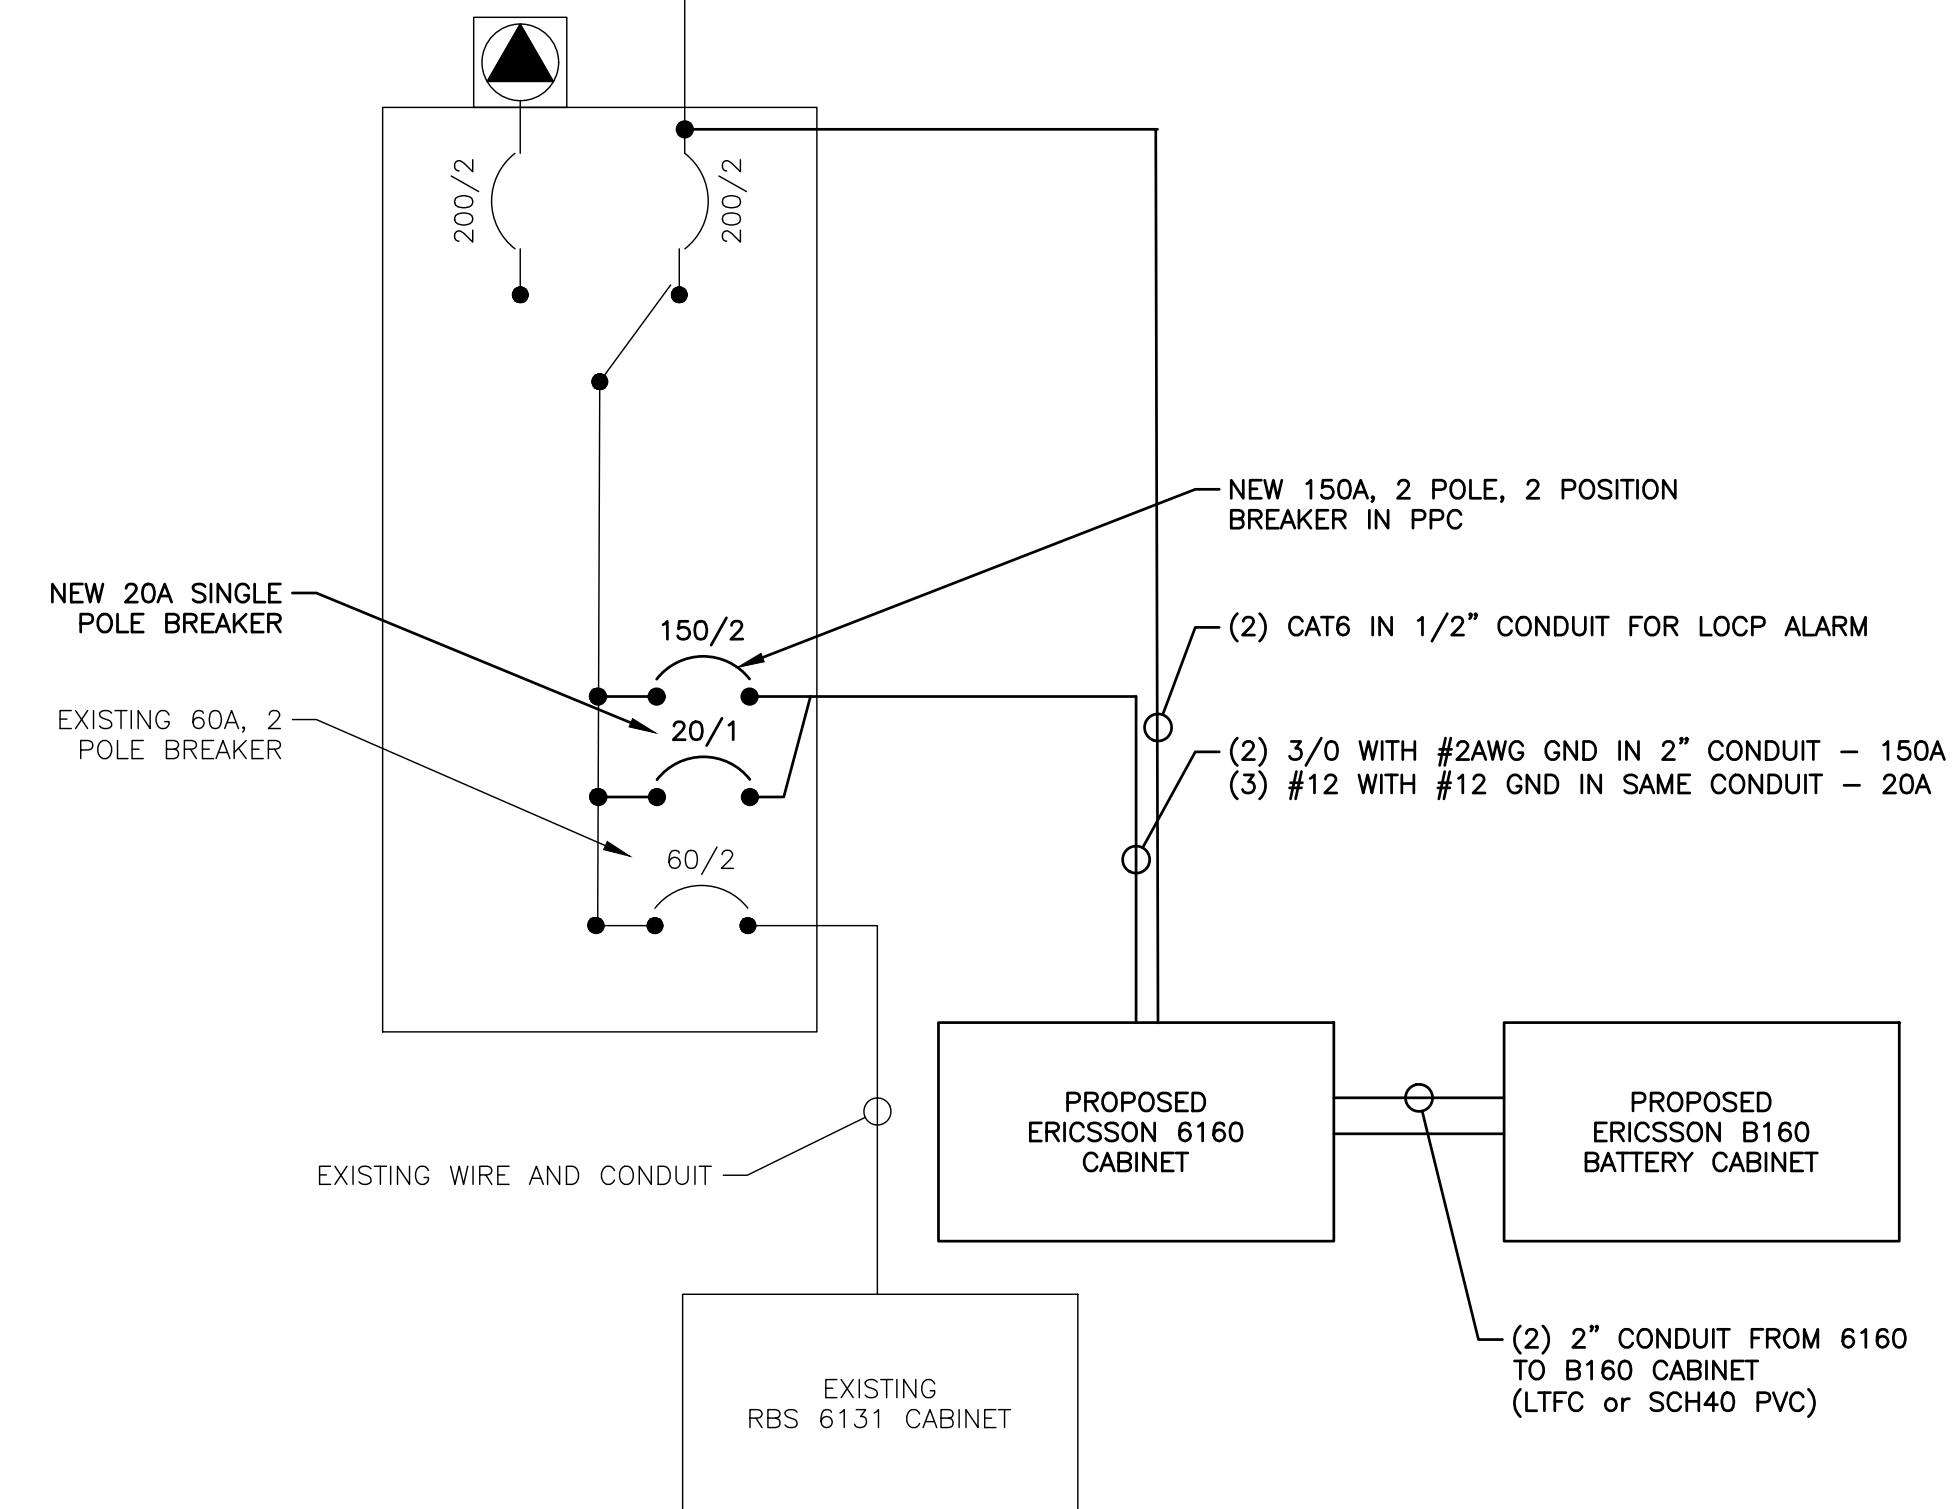 200/2
200/2
NEW 150A, 2 POLE, 2 POSITION
BREAKER IN PPC
NEW 20A SINGLE
POLE BREAKER
150/2
(2) CAT6 IN 1/2” CONDUIT FOR LOCP ALARM
EXISTING 60A, 2
POLE BREAKER
20/1
(2) 3/0 WITH #2AWG GND IN 2” CONDUIT – 150A
(3) #12 WITH #12 GND IN SAME CONDUIT – 20A
60/2
PROPOSED
ERICSSON 6160
CABINET
PROPOSED
ERICSSON B160
BATTERY CABINET
EXISTING WIRE AND CONDUIT
(2) 2” CONDUIT FROM 6160
TO B160 CABINET
(LTFC or SCH40 PVC)
EXISTING
RBS 6131 CABINET